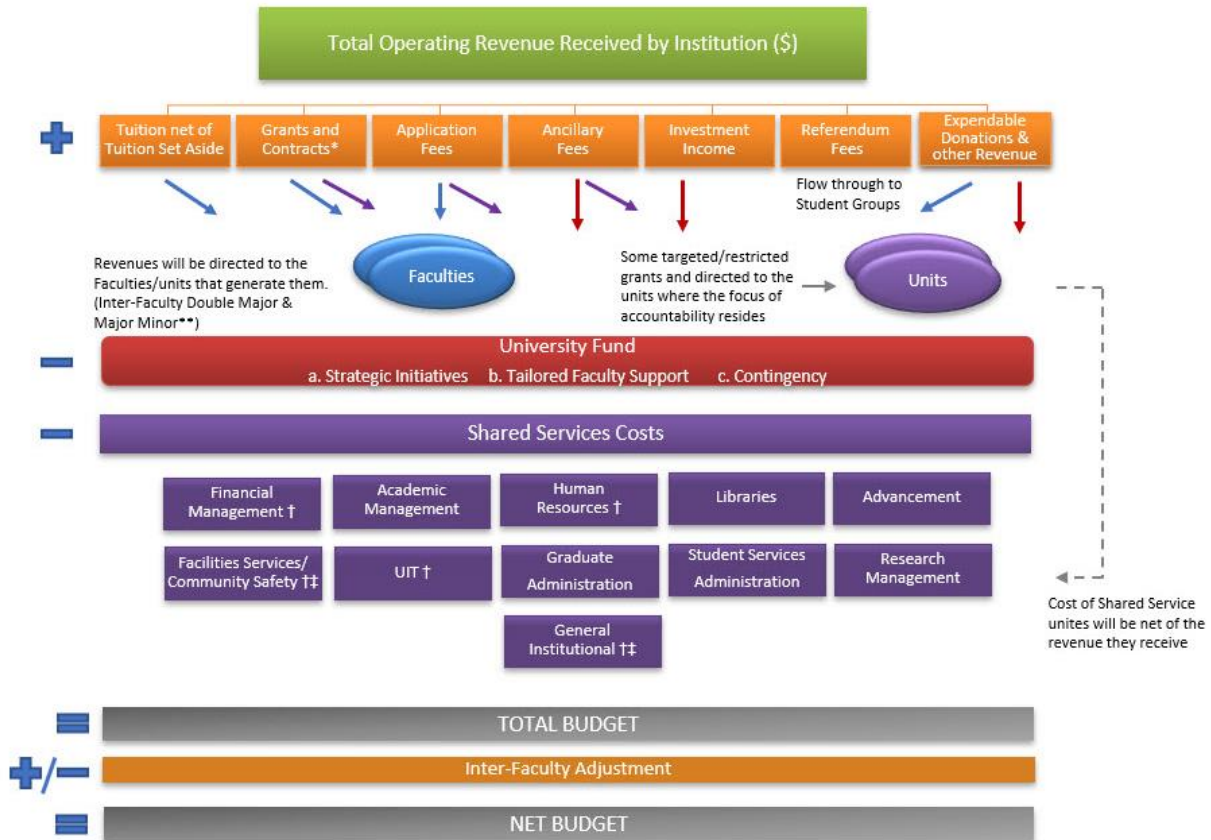 Total Operating Revenue Received by Institution ($)
Tuition net of
Tuition Set Aside
Grants and
Contracts*
Application
Fees
Ancillary
Fees
Investment
Income
Referendum
Fees
Expendable
Donations &
other Revenue
Flow through to
Student Groups
Revenues will be directed to the
Faculties/units that generate them.
(Inter-Faculty Double Major &
Major Minor**)
Faculties
Some targeted/restricted
grants and directed to the
units where the focus of
accountability resides
Units
University Fund
a. Strategic Initiatives b. Tailored Faculty Support c. Contingency
Shared Services Costs
Financial
Management †
Academic
Management
Human
Resources †
Libraries
Advancement
Facilities Services/
Community Safety †‡
UIT †
Graduate
Administration
Student Services
Administration
Research
Management
General
Institutional †‡
Cost of Shared Service
unites will be net of the
revenue they receive
TOTAL BUDGET
Inter-Faculty Adjustment
NET BUDGET